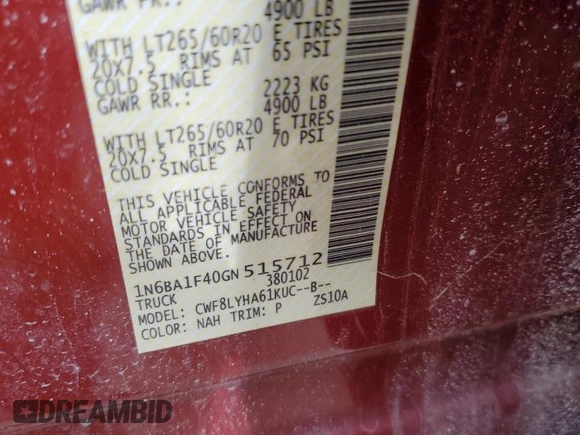 GAWR FR.:
4900 LB
WITH LT265/60R20 E TIRES
20X7.5 RIMS AT 65 PSI
COLD SINGLE
2223 KG
GAWR RR.:
4900 LB
WITH LT265/60R20 E TIRES
20X7.5 RIMS AT 70 PSI
COLD SINGLE
THIS VEHICLE CONFORMS TO
ALL APPLICABLE FEDERAL
MOTOR VEHICLE SAFETY
STANDARDS IN EFFECT ON
THE DATE OF MANUFACTURE
SHOWN ABOVE.
1N6BA1F40GN515712
TRUCK 380102
MODEL: CWF8LYHA61KUC--B--
COLOR: NAH TRIM: P ZS10A
DREAMBID